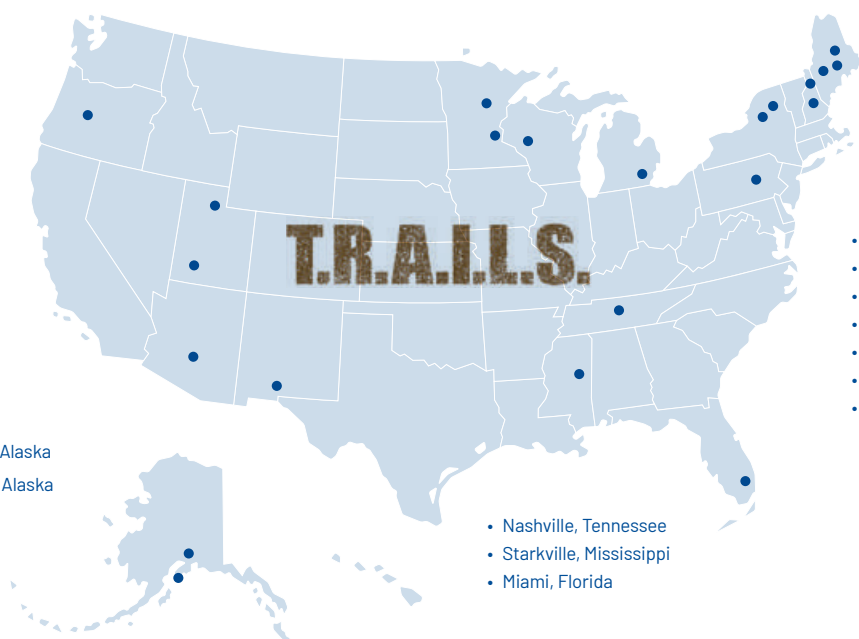 T.R.A.I.L.S.
Alaska
Alaska
• Nashville, Tennessee
• Starkville, Mississippi
• Miami, Florida